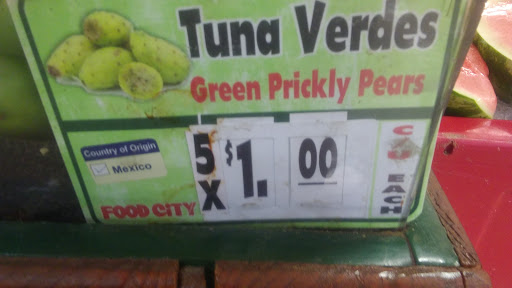 Tuna Verdes
Green Prickly Pears
Country of Origin
Mexico
5 X $1.00
C/U
EACH
FOOD CITY